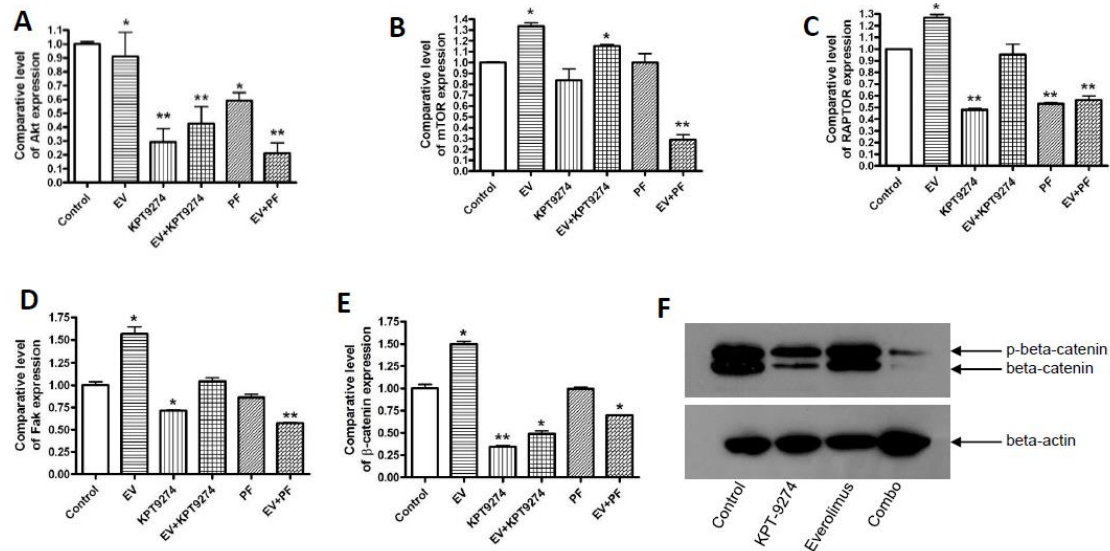 A
Comparative level
of Akt expression
1.1
1.0
0.9
0.8
0.7
0.6
0.5
0.4
0.3
0.2
0.1
0.0
*
**
**
*
**
Control
EV
KPT9274
EV+KPT9274
PF
EV+PF
B
Comparative level
of mTOR expression
1.4
1.3
1.2
1.1
1.0
0.9
0.8
0.7
0.6
0.5
0.4
0.3
0.2
0.1
0.0
*
*
**
Control
EV
KPT9274
EV+KPT9274
PF
EV+PF
C
Comparative level
of RAPTOR expression
1.3
1.2
1.1
1.0
0.9
0.8
0.7
0.6
0.5
0.4
0.3
0.2
0.1
0.0
*
**
**
**
Control
EV
KPT9274
EV+KPT9274
PF
EV+PF
D
Comparative level
of Fak expression
1.75
1.50
1.25
1.00
0.75
0.50
0.25
0.00
*
*
**
Control
EV
KPT9274
EV+KPT9274
PF
EV+PF
E
Comparative level
of β-catenin expression
1.75
1.50
1.25
1.00
0.75
0.50
0.25
0.00
*
**
*
*
Control
EV
KPT9274
EV+KPT9274
PF
EV+PF
F
p-beta-catenin
beta-catenin
beta-actin
Control
KPT-9274
Everolimus
Combo